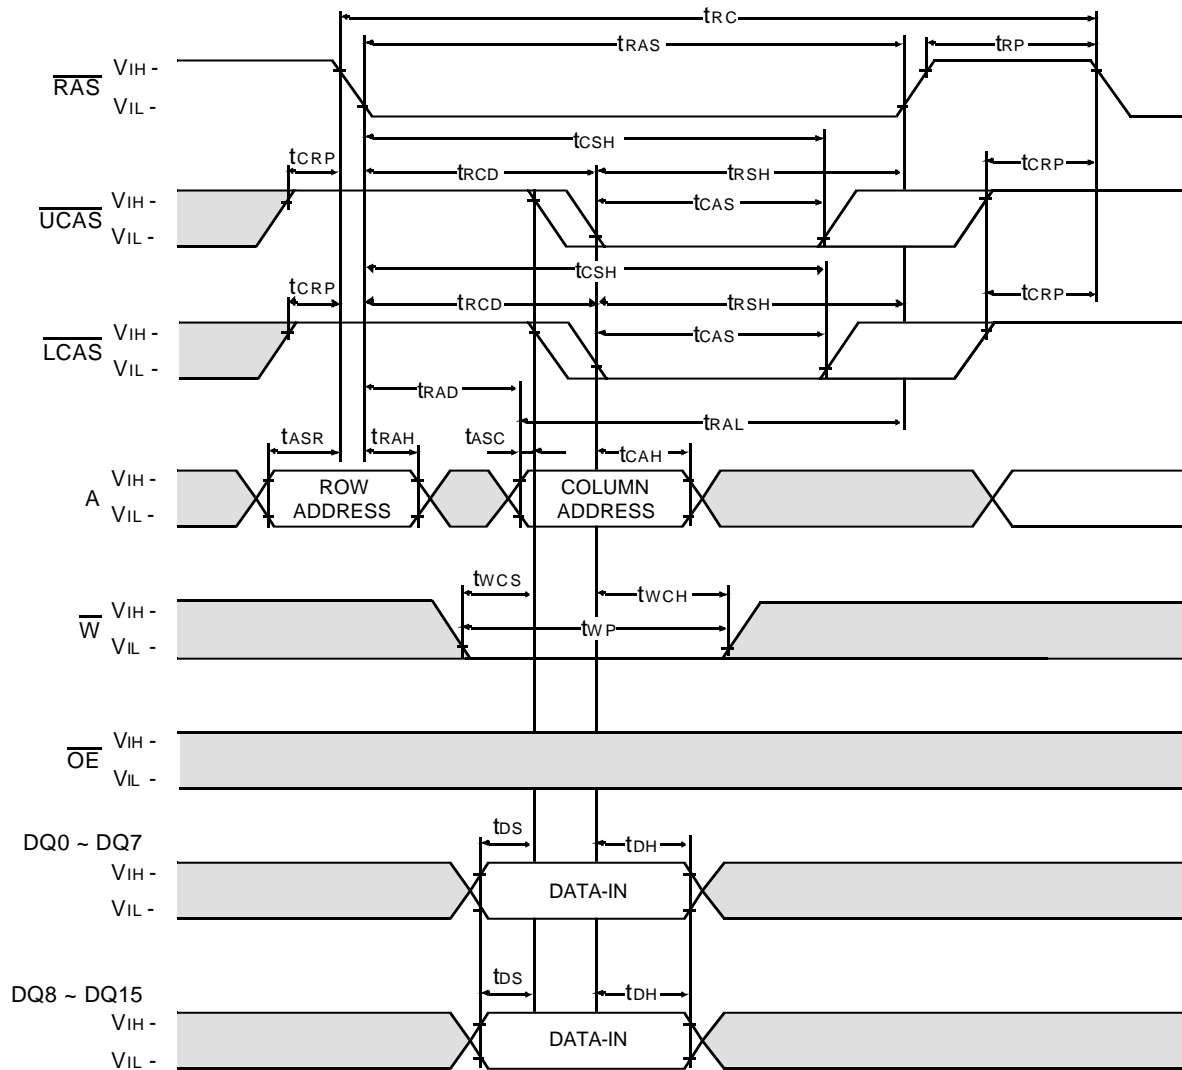 tRC
tRAS
tRP
RAS
VIH -
VIL -
tCSH
tCRP
tRCD
tRSH
tCRP
UCAS
VIH -
VIL -
tCAS
tCSH
tCRP
tRCD
tRSH
tCRP
LCAS
VIH -
VIL -
tCAS
tRAD
tRAL
tASR
tRAH
tASC
tCAH
A
VIH -
VIL -
ROW
ADDRESS
COLUMN
ADDRESS
tWCS
tWCH
W
VIH -
VIL -
tWP
OE
VIH -
VIL -
tDS
tDH
DQ0 ~ DQ7
VIH -
VIL -
DATA-IN
tDS
tDH
DQ8 ~ DQ15
VIH -
VIL -
DATA-IN